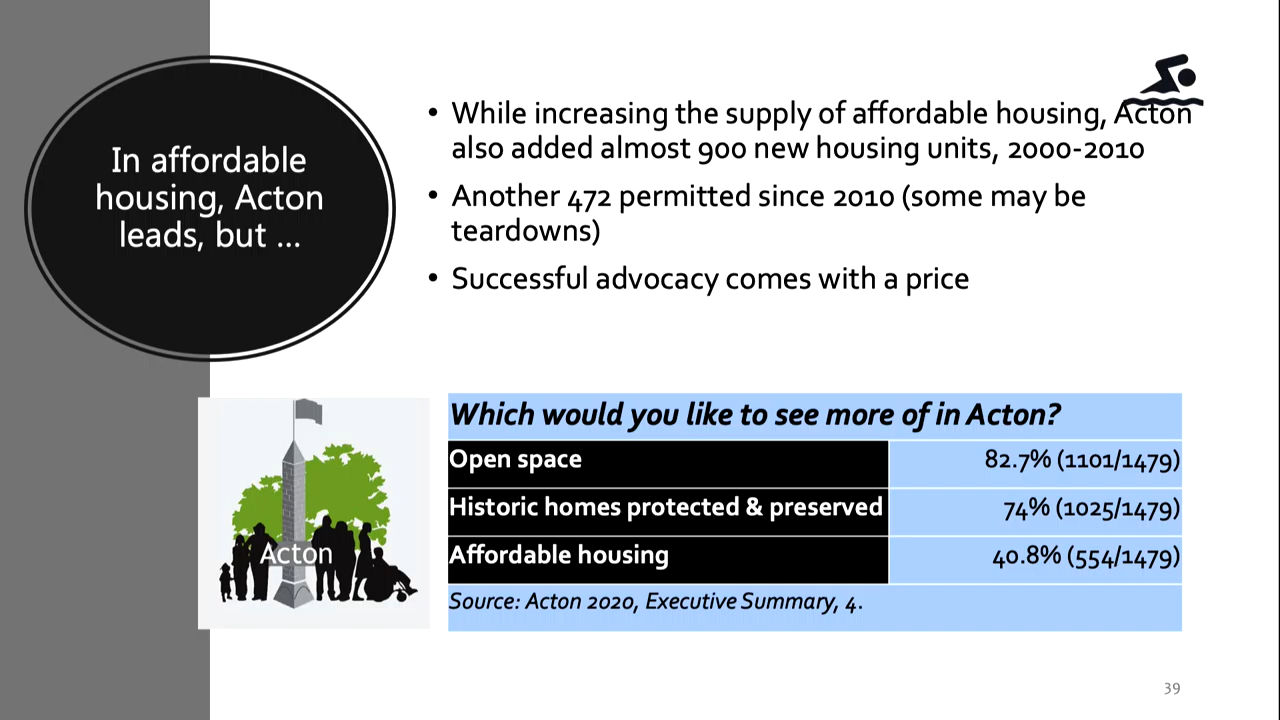 In affordable
housing, Acton
leads, but ...
• While increasing the supply of affordable housing, Acton
also added almost 900 new housing units, 2000-2010
• Another 472 permitted since 2010 (some may be
teardowns)
• Successful advocacy comes with a price
Acton
Which would you like to see more of in Acton?
Open space 82.7% (1101/1479)
Historic homes protected & preserved 74% (1025/1479)
Affordable housing 40.8% (554/1479)
Source: Acton 2020, Executive Summary, 4.
39